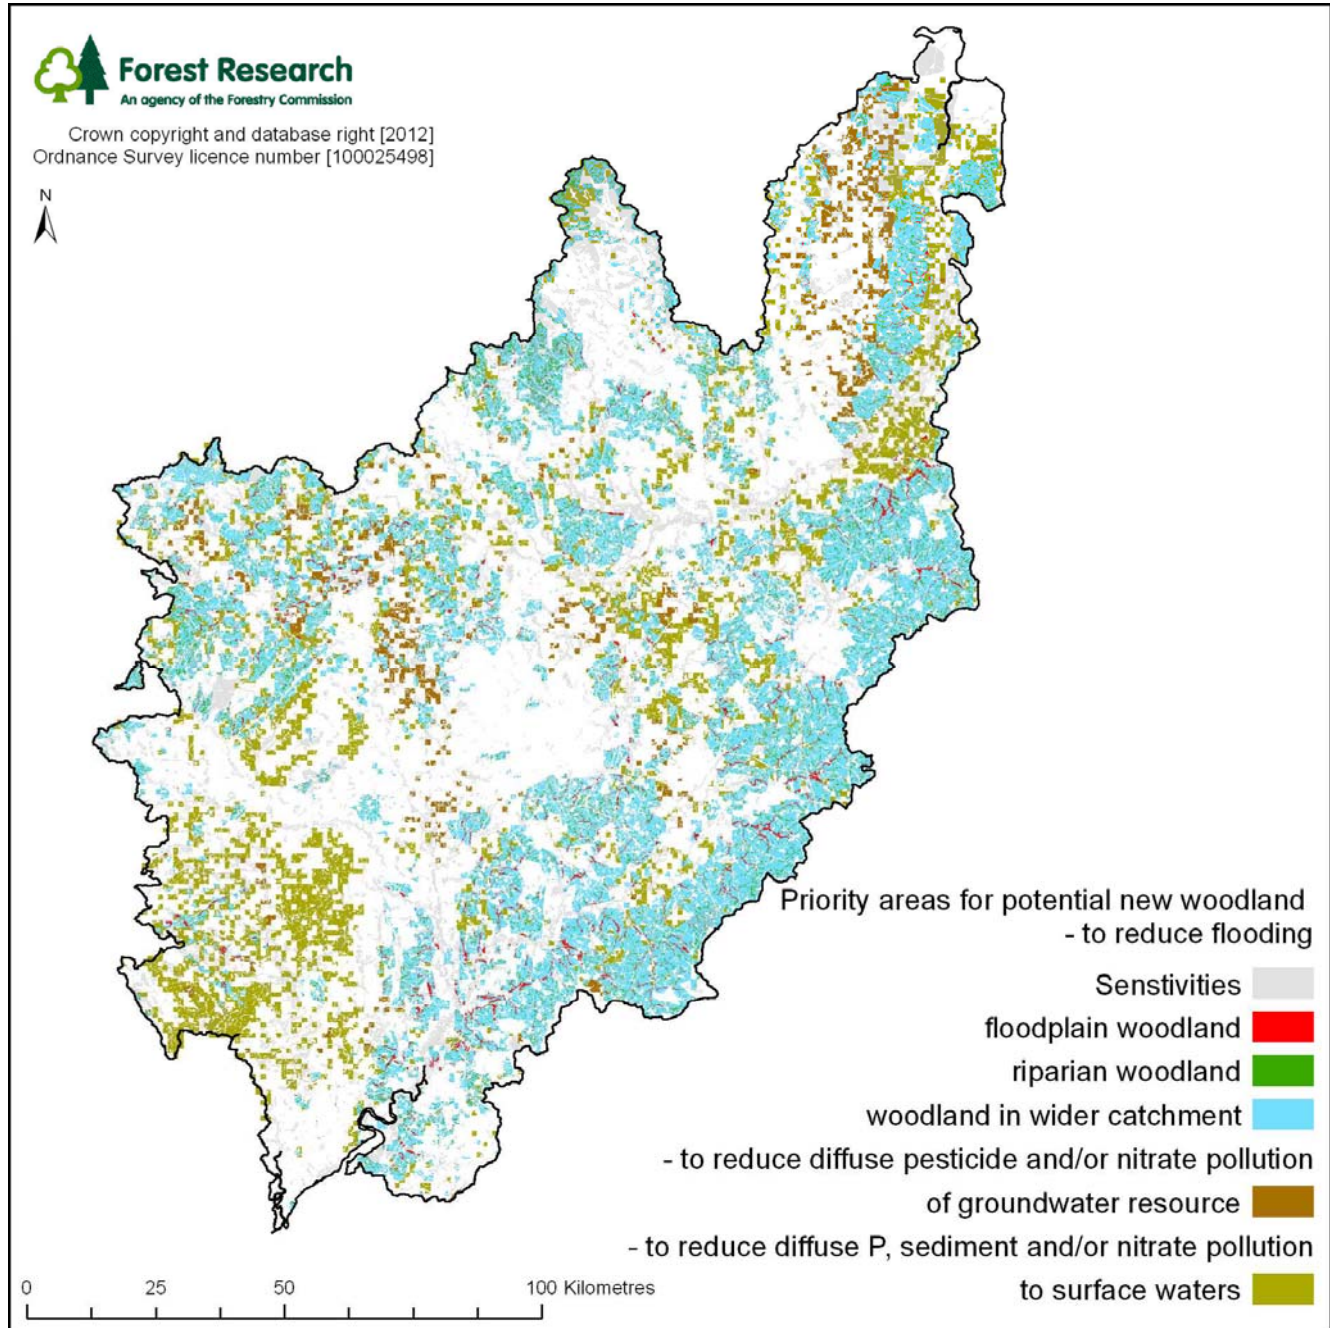 Forest Research
An agency of the Forestry Commission
Crown copyright and database right [2012]
Ordnance Survey licence number [100025498]
N
Priority areas for potential new woodland
- to reduce flooding
Senstivities
floodplain woodland
riparian woodland
woodland in wider catchment
- to reduce diffuse pesticide and/or nitrate pollution
of groundwater resource
- to reduce diffuse P, sediment and/or nitrate pollution
to surface waters
0 25 50 100 Kilometres